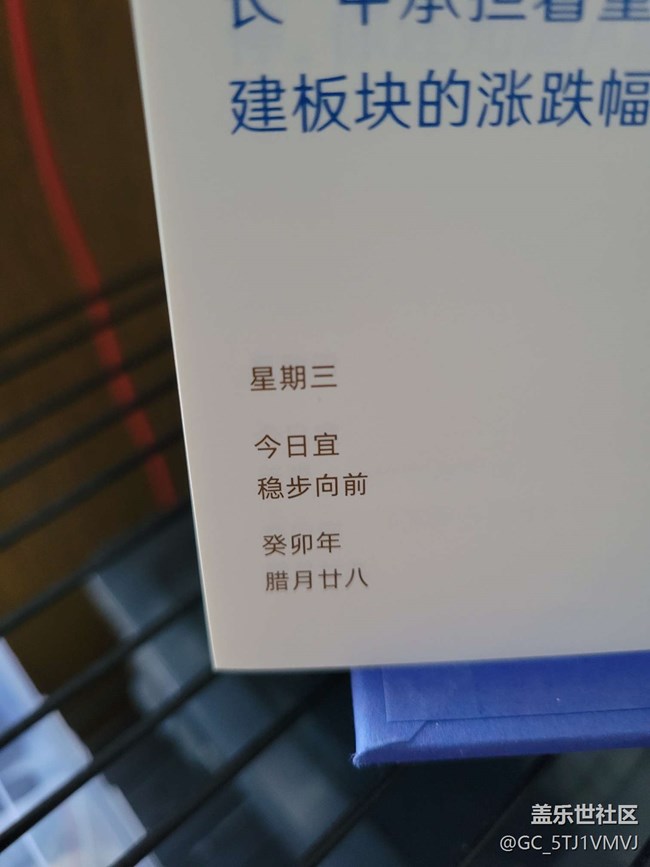 建板块的涨跌幅
星期三
今日宜
稳步向前
癸卯年
腊月廿八
盖乐世社区
@GC_5TJ1VMVJ